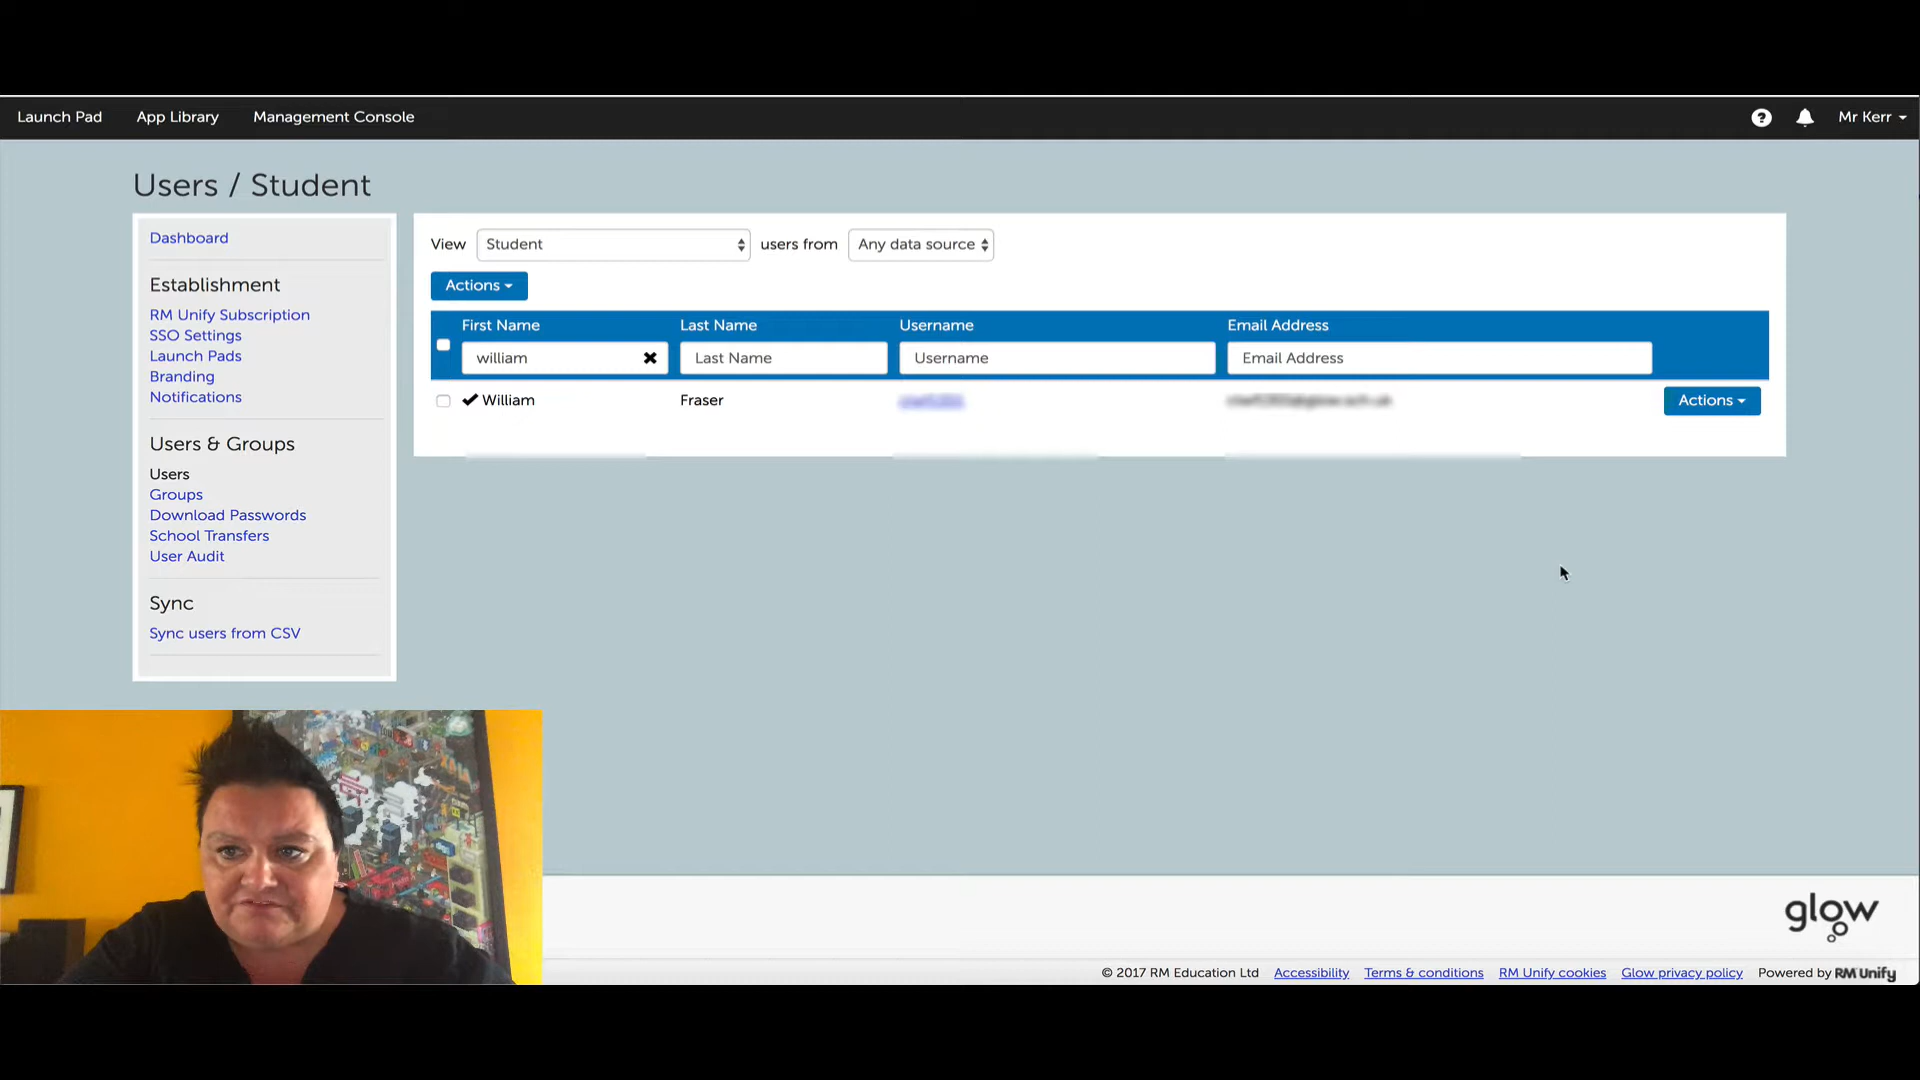 Launch Pad App Library Management Console ? Mr Kerr
Users / Student
Dashboard
Establishment
RM Unify Subscription
SSO Settings
Launch Pads
Branding
Notifications
Users & Groups
Users
Groups
Download Passwords
School Transfers
User Audit
Sync
Sync users from CSV
View Student users from Any data source
Actions
First Name Last Name Username Email Address
william Last Name Username Email Address
William Fraser Actions
glow
© 2017 RM Education Ltd Accessibility Terms & conditions RM Unify cookies Glow privacy policy Powered by RM Unify